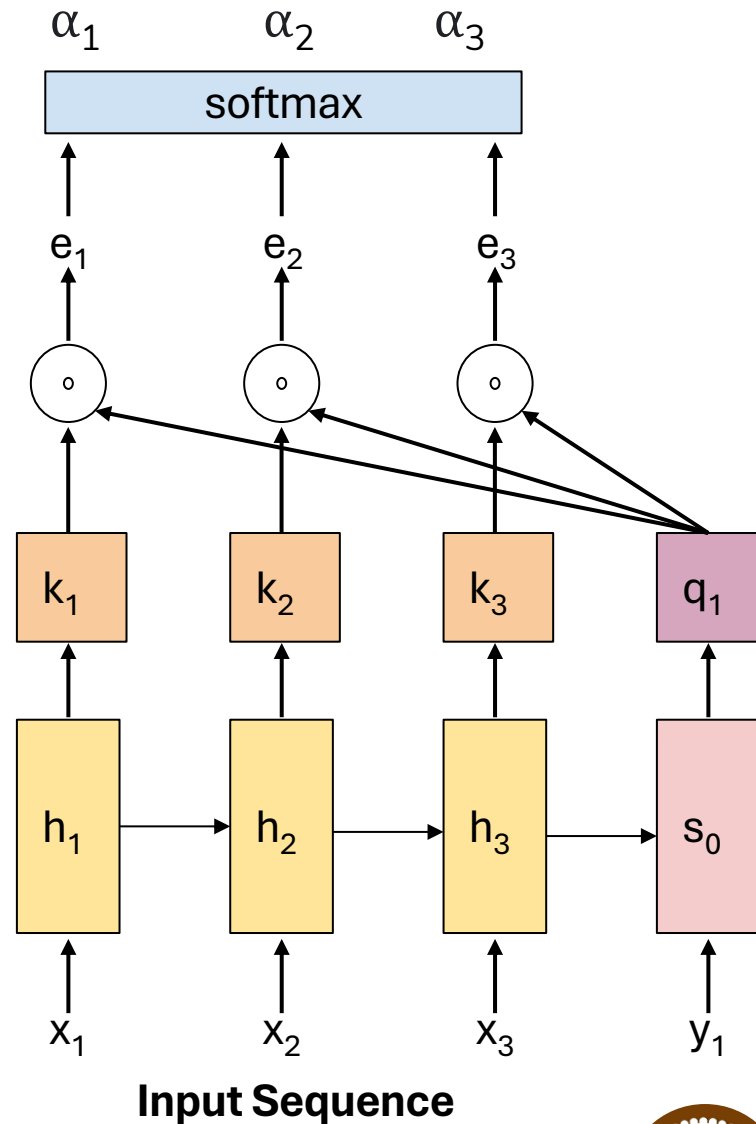 α₁ α₂ α₃
softmax
e₁ e₂ e₃
∘ ∘ ∘
k₁ k₂ k₃ q₁
h₁ h₂ h₃ s₀
x₁ x₂ x₃ y₁
Input Sequence